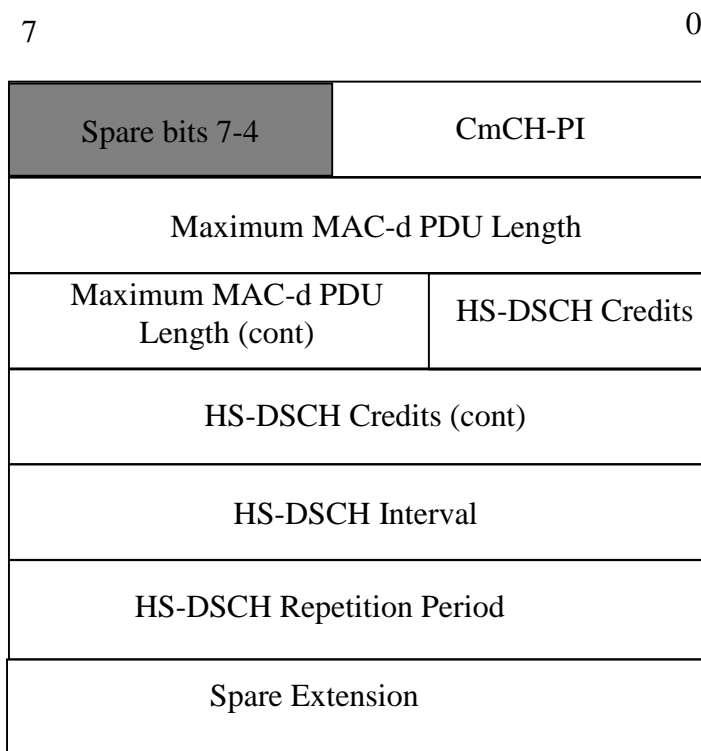 7 0
Spare bits 7-4 CmCH-PI
Maximum MAC-d PDU Length
Maximum MAC-d PDU
Length (cont)
HS-DSCH Credits
HS-DSCH Credits (cont)
HS-DSCH Interval
HS-DSCH Repetition Period
Spare Extension